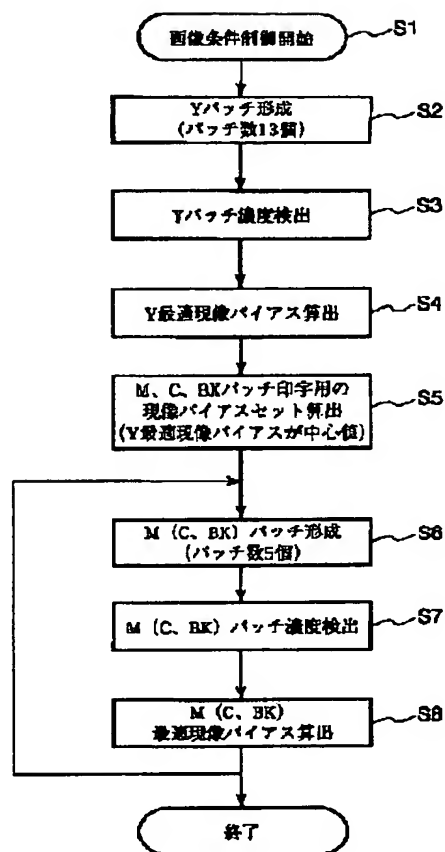 画像条件制御開始
S1
Yパッチ形成
(パッチ数13個)
S2
Yパッチ濃度検出
S3
Y最適現像バイアス算出
S4
M、C、BKパッチ印字用の
現像バイアスセット算出
(Y最適現像バイアスが中心値)
S5
M(C、BK)パッチ形成
(パッチ数5個)
S6
M(C、BK)パッチ濃度検出
S7
M(C、BK)
最適現像バイアス算出
S8
終了